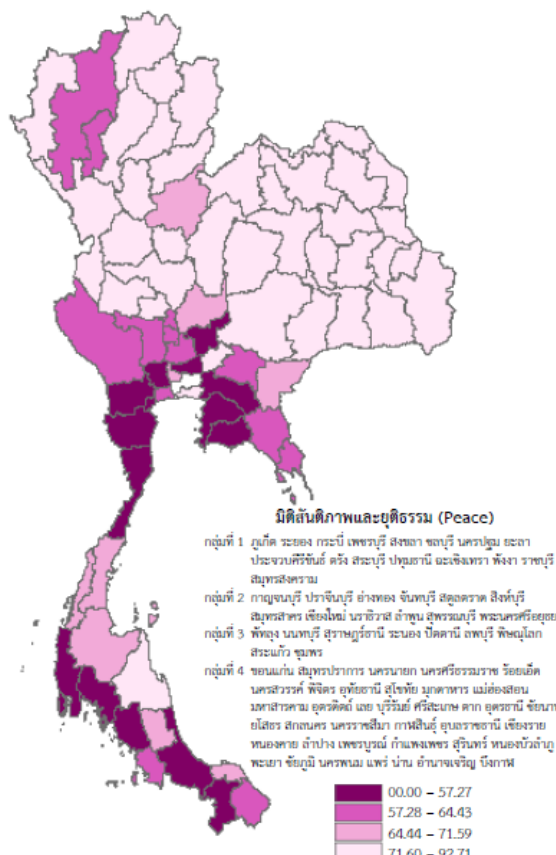 มิติสันติภาพและยุติธรรม (Peace)
กลุ่มที่ 1 ภูเก็ต ระยอง กระบี่ เพชรบุรี สงขลา ชลบุรี นครปฐม ยะลา
ประจวบคีรีขันธ์ ตรัง สระบุรี ปทุมธานี ฉะเชิงเทรา พังงา ราชบุรี
สมุทรสงคราม
กลุ่มที่ 2 กาญจนบุรี ปราจีนบุรี อ่างทอง จันทบุรี สตูลตราด สิงห์บุรี
สมุทรสาคร เชียงใหม่ นราธิวาส ลำพูน สุพรรณบุรี พระนครศรีอยุธย
กลุ่มที่ 3 พัทลุง นนทบุรี สุราษฎร์ธานี ระนอง ปัตตานี ลพบุรี พิษณุโลก
สระแก้ว ชุมพร
กลุ่มที่ 4 ขอนแก่น สมุทรปราการ นครนายก นครศรีธรรมราช ร้อยเอ็ด
นครสวรรค์ พิจิตร อุทัยธานี สุโขทัย มุกดาหาร แม่ฮ่องสอน
มหาสารคาม อุตรดิตถ์ เลย บุรีรัมย์ ศรีสะเกษ ตาก อุดรธานี ชัยนาท
ยโสธร สกลนคร นครราชสีมา กาฬสินธุ์ อุบลราชธานี เชียงราย
หนองคาย ลำปาง เพชรบูรณ์ กำแพงเพชร สุรินทร์ หนองบัวลำภู
พะเยา ชัยภูมิ นครพนม แพร่ น่าน อำนาจเจริญ บึงกาฬ
00.00 – 57.27
57.28 – 64.43
64.44 – 71.59
71.60 – 92.71